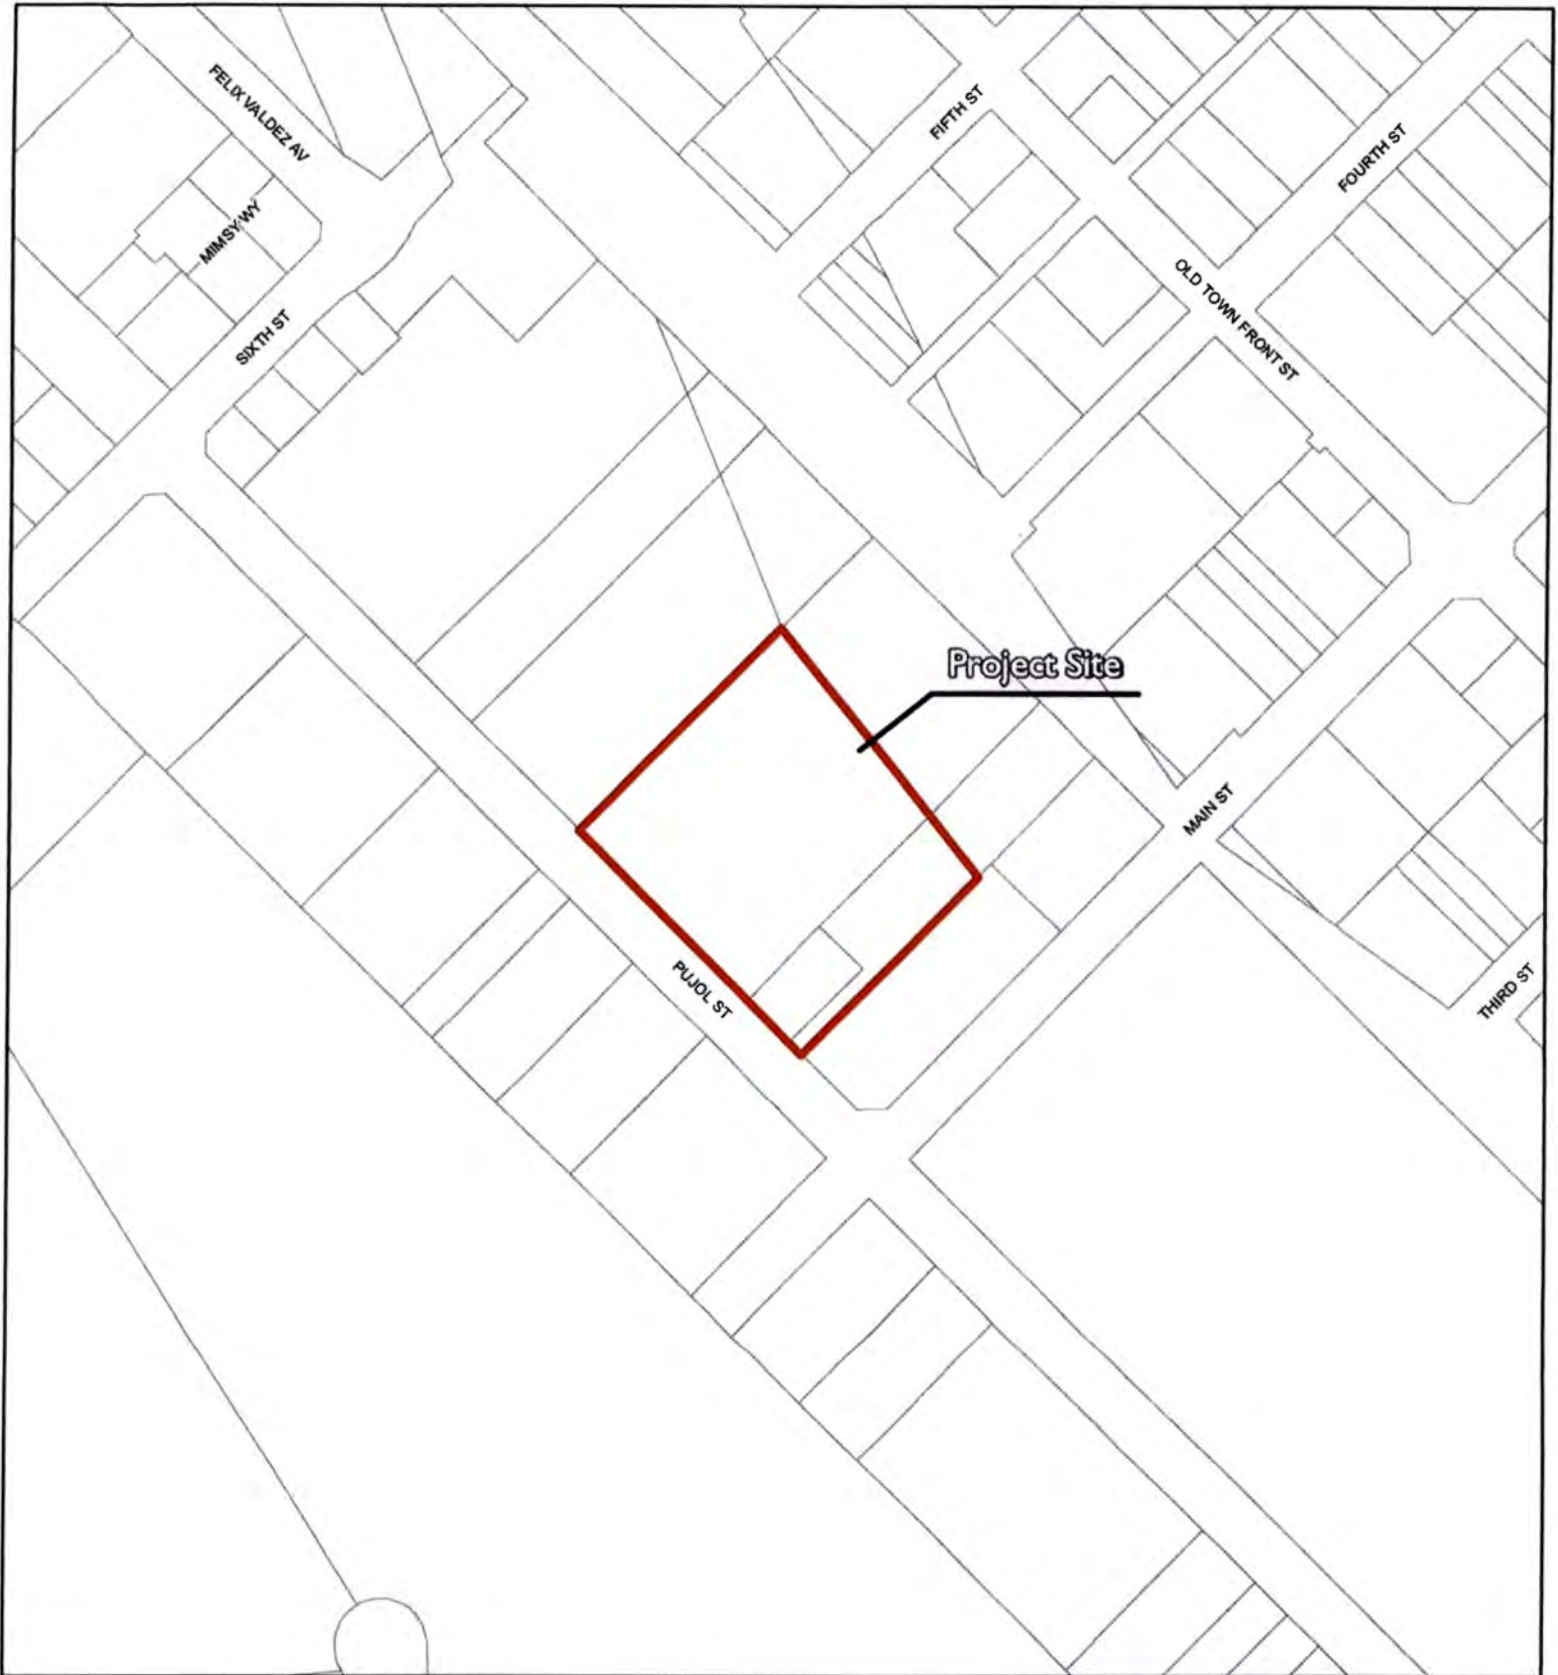 FELIX VALDEZ AV
FIFTH ST
FOURTH ST
MIMSY WY
SIXTH ST
OLD TOWN FRONT ST
Project Site
MAIN ST
PUJOL ST
THIRD ST